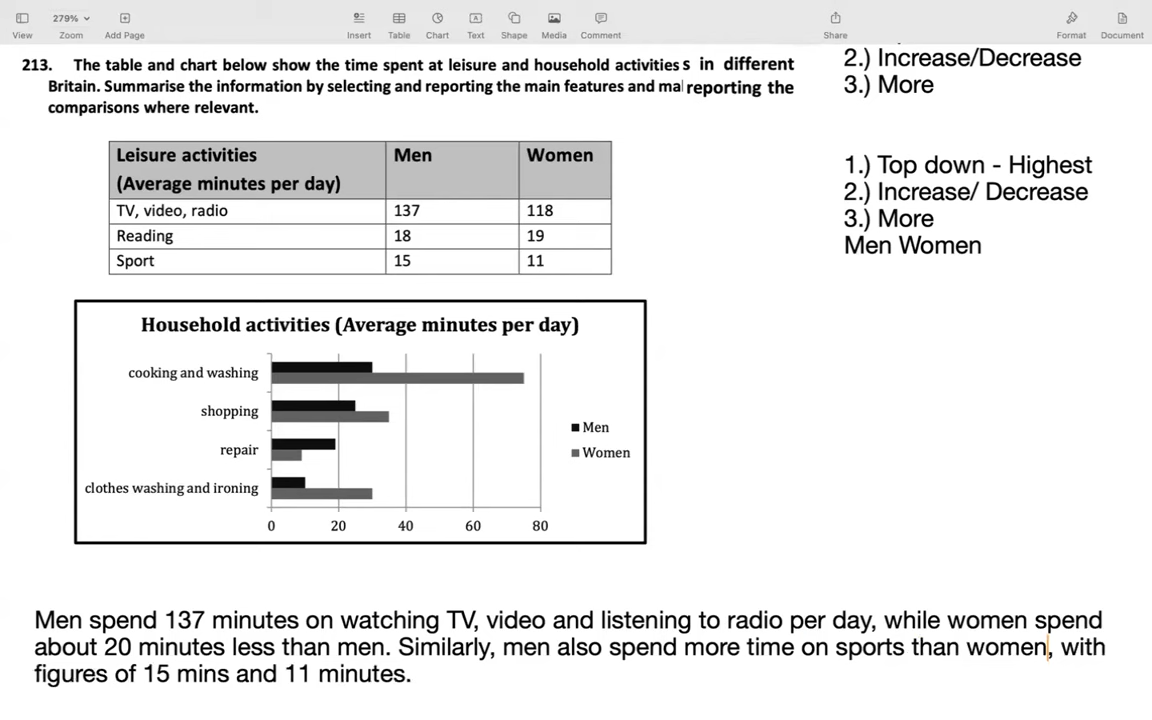 279%
View Zoom Add Page Insert Table Chart Text Shape Media Comment Share Format Document
213. The table and chart below show the time spent at leisure and household activities in different
Britain. Summarise the information by selecting and reporting the main features and ma reporting the
comparisons where relevant.
Leisure activities (Average minutes per day) Men Women
TV, video, radio 137 118
Reading 18 19
Sport 15 11
Household activities (Average minutes per day)
cooking and washing
shopping
repair
clothes washing and ironing
0 20 40 60 80
Men
Women
2.) Increase/Decrease
3.) More
1.) Top down - Highest
2.) Increase/ Decrease
3.) More
Men Women
Men spend 137 minutes on watching TV, video and listening to radio per day, while women spend
about 20 minutes less than men. Similarly, men also spend more time on sports than women, with
figures of 15 mins and 11 minutes.